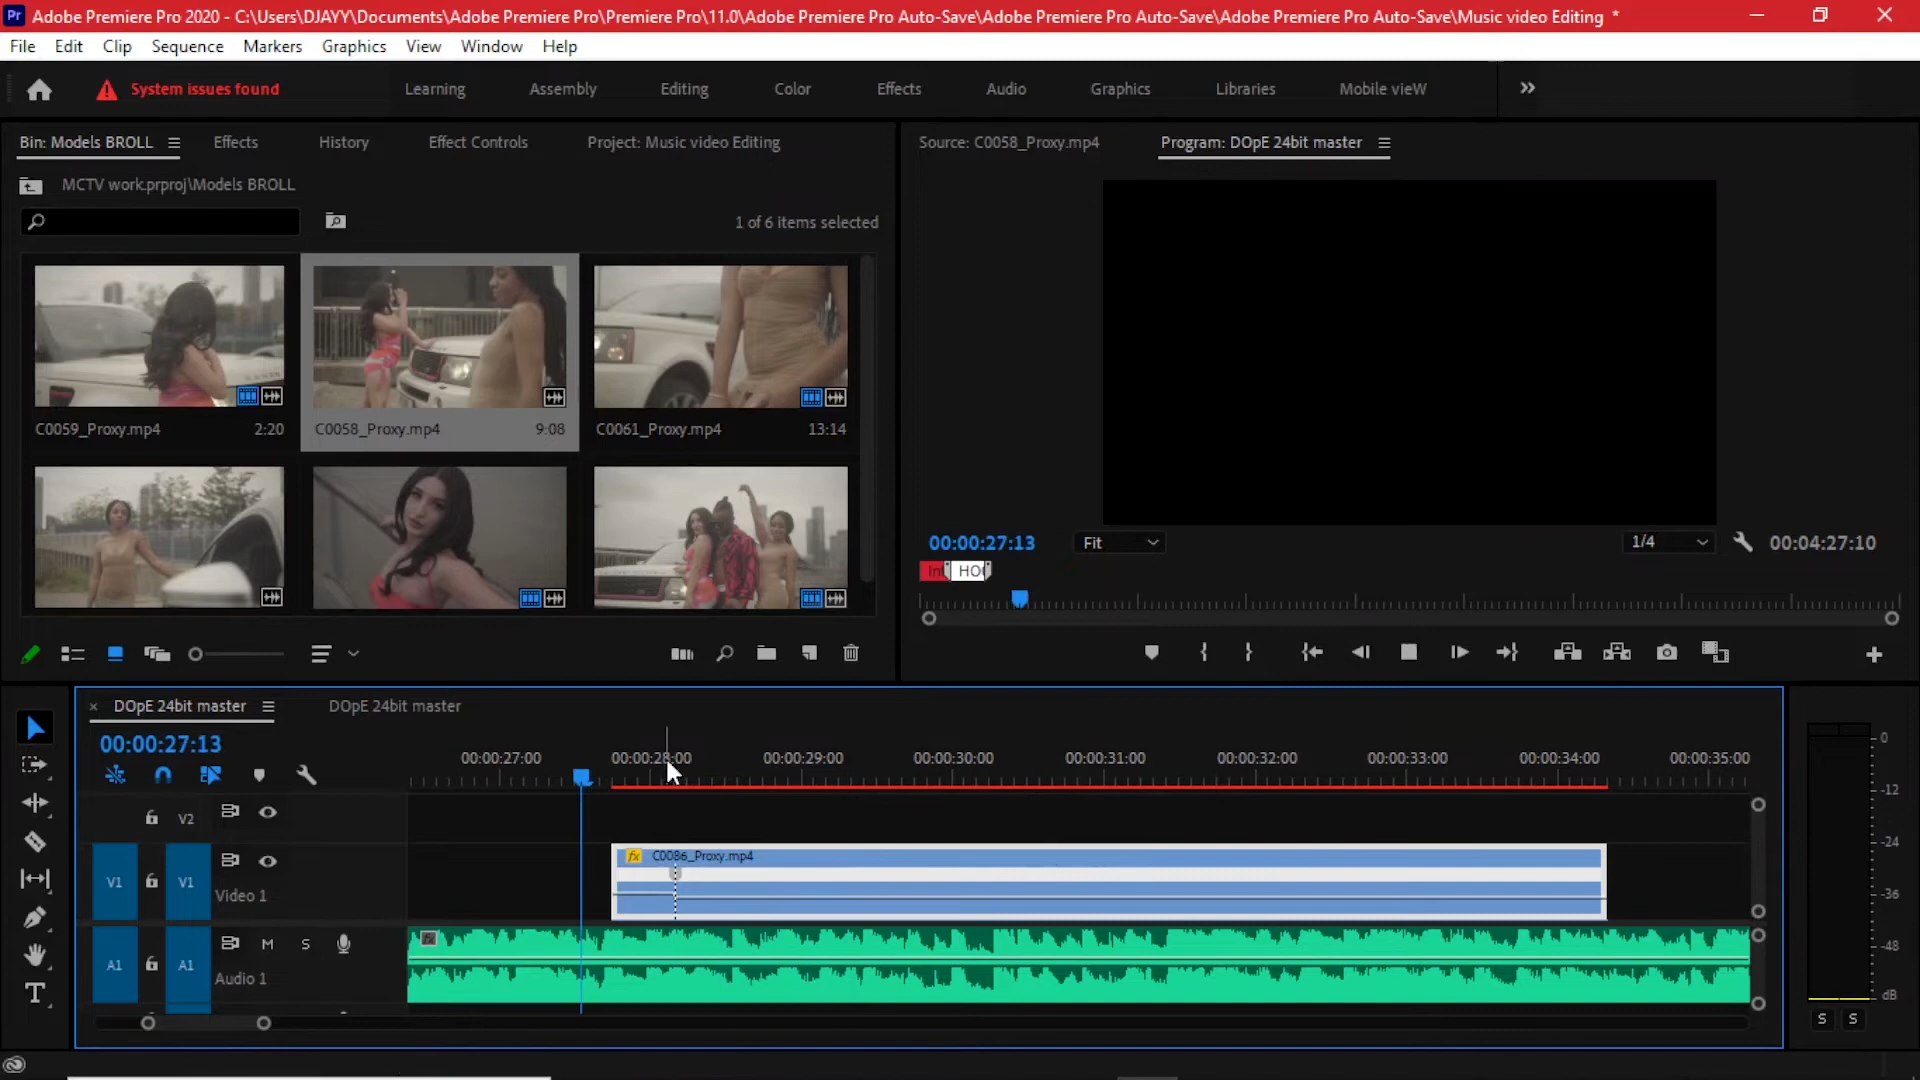 Pr Adobe Premiere Pro 2020 - C:\Users\DJAYY\Documents\Adobe Premiere Pro\Premiere Pro\11.0\Adobe Premiere Pro Auto-Save\Adobe Premiere Pro Auto-Save\Adobe Premiere Pro Auto-Save\Music video Editing *
File Edit Clip Sequence Markers Graphics View Window Help
System issues found Learning Assembly Editing Color Effects Audio Graphics Libraries Mobile vieW
Bin: Models BROLL Effects History Effect Controls Project: Music video Editing
Source: C0058_Proxy.mp4 Program: DOpE 24bit master
MCTV work.prproj\Models BROLL
1 of 6 items selected
C0059_Proxy.mp4 2:20 C0058_Proxy.mp4 9:08 C0061_Proxy.mp4 13:14
00:00:27:13 Fit 1/4 00:04:27:10
Int HO
DOpE 24bit master DOpE 24bit master
00:00:27:13
00:00:27:00 00:00:28:00 00:00:29:00 00:00:30:00 00:00:31:00 00:00:32:00 00:00:33:00 00:00:34:00 00:00:35:00
V2
fx C0086_Proxy.mp4
V1 V1 Video 1
A1 A1 M S fx
Audio 1
0
-12
-24
-36
-48
dB
S S